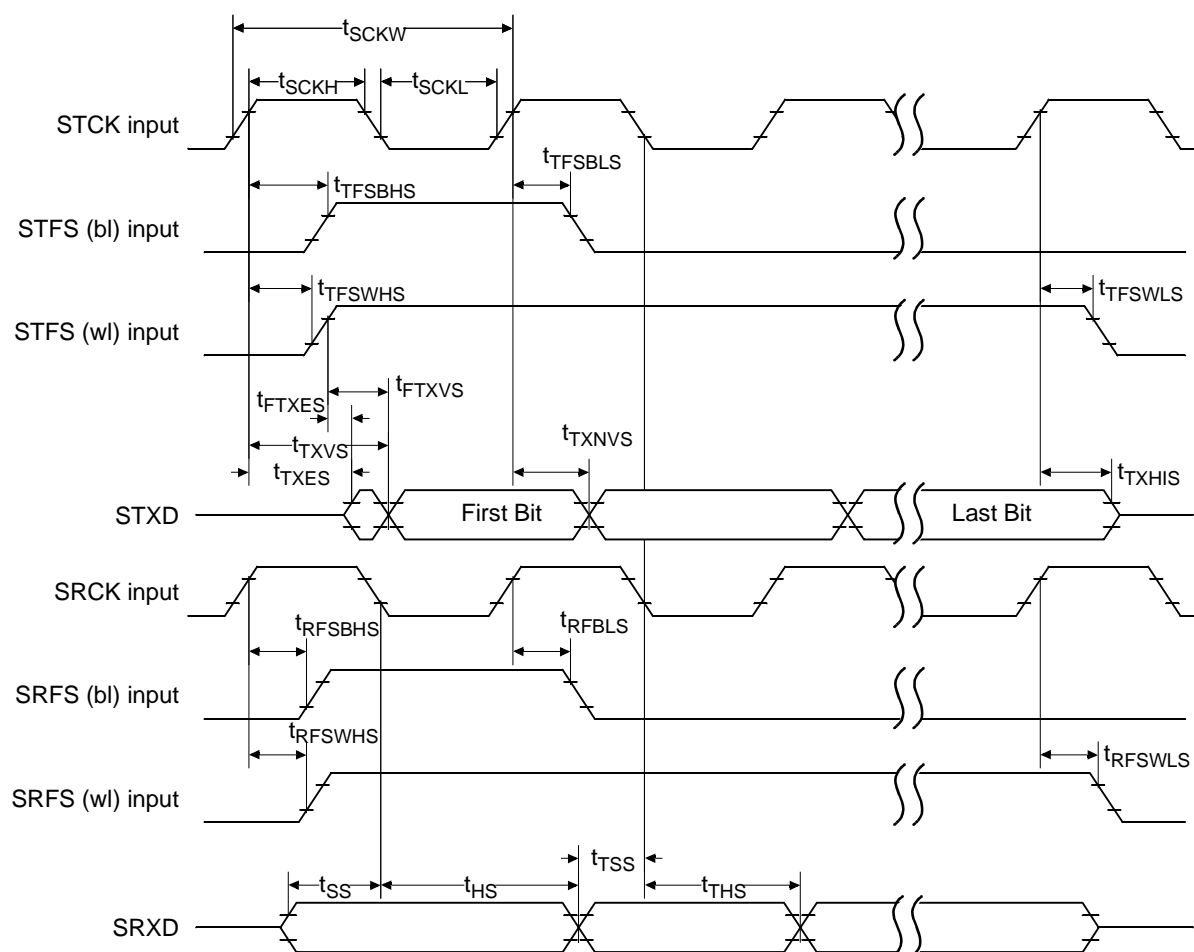 tSCKW
tSCKH
tSCKL
STCK input
tTFSBLS
tTFSBHS
STFS (bl) input
tTFSWHS
tTFSWLS
STFS (wl) input
tFTXES
tFTXVS
tTXVS
tTXNVS
tTXES
tTXHIS
STXD
First Bit
Last Bit
SRCK input
tRFSBHS
tRFBLS
SRFS (bl) input
tRFSWHS
tRFSWLS
SRFS (wl) input
tTSS
tSS
tHS
tTHS
SRXD